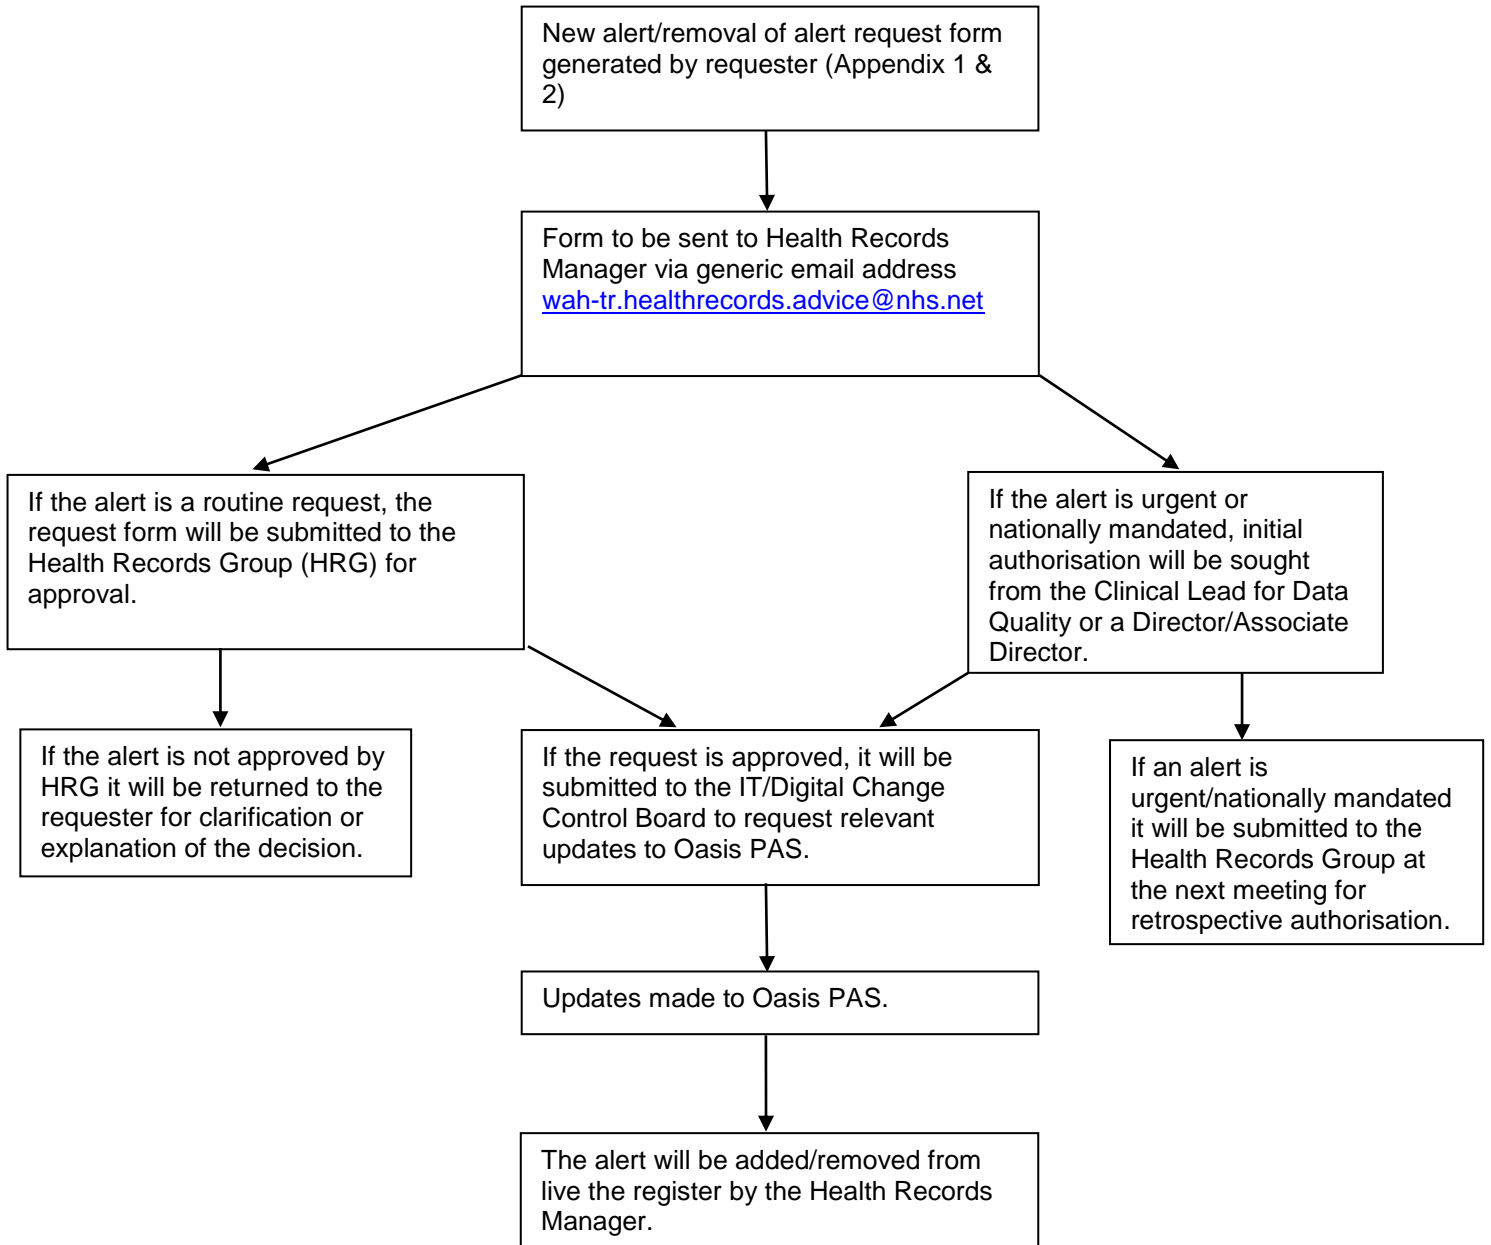 New alert/removal of alert request form
generated by requester (Appendix 1 &
2)
Form to be sent to Health Records
Manager via generic email address
wah-tr.healthrecords.advice@nhs.net
If the alert is a routine request, the
request form will be submitted to the
Health Records Group (HRG) for
approval.
If the alert is urgent or
nationally mandated, initial
authorisation will be sought
from the Clinical Lead for Data
Quality or a Director/Associate
Director.
If the alert is not approved by
HRG it will be returned to the
requester for clarification or
explanation of the decision.
If the request is approved, it will be
submitted to the IT/Digital Change
Control Board to request relevant
updates to Oasis PAS.
If an alert is
urgent/nationally mandated
it will be submitted to the
Health Records Group at
the next meeting for
retrospective authorisation.
Updates made to Oasis PAS.
The alert will be added/removed from
live the register by the Health Records
Manager.